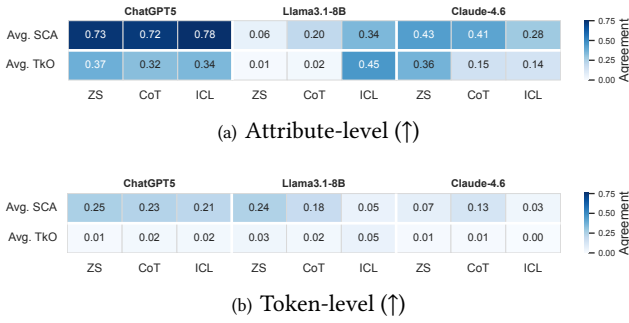 ChatGPT5 Llama3.1-8B Claude-4.6
Avg. SCA 0.73 0.72 0.78 0.06 0.20 0.34 0.43 0.41 0.28
Avg. TkO 0.37 0.32 0.34 0.01 0.02 0.45 0.36 0.15 0.14
ZS CoT ICL ZS CoT ICL ZS CoT ICL
0.75
0.50
0.25
0.00
Agreement
(a) Attribute-level (↑)
ChatGPT5 Llama3.1-8B Claude-4.6
Avg. SCA 0.25 0.23 0.21 0.24 0.18 0.05 0.07 0.13 0.03
Avg. TkO 0.01 0.02 0.02 0.03 0.02 0.05 0.01 0.01 0.00
ZS CoT ICL ZS CoT ICL ZS CoT ICL
0.75
0.50
0.25
0.00
Agreement
(b) Token-level (↑)